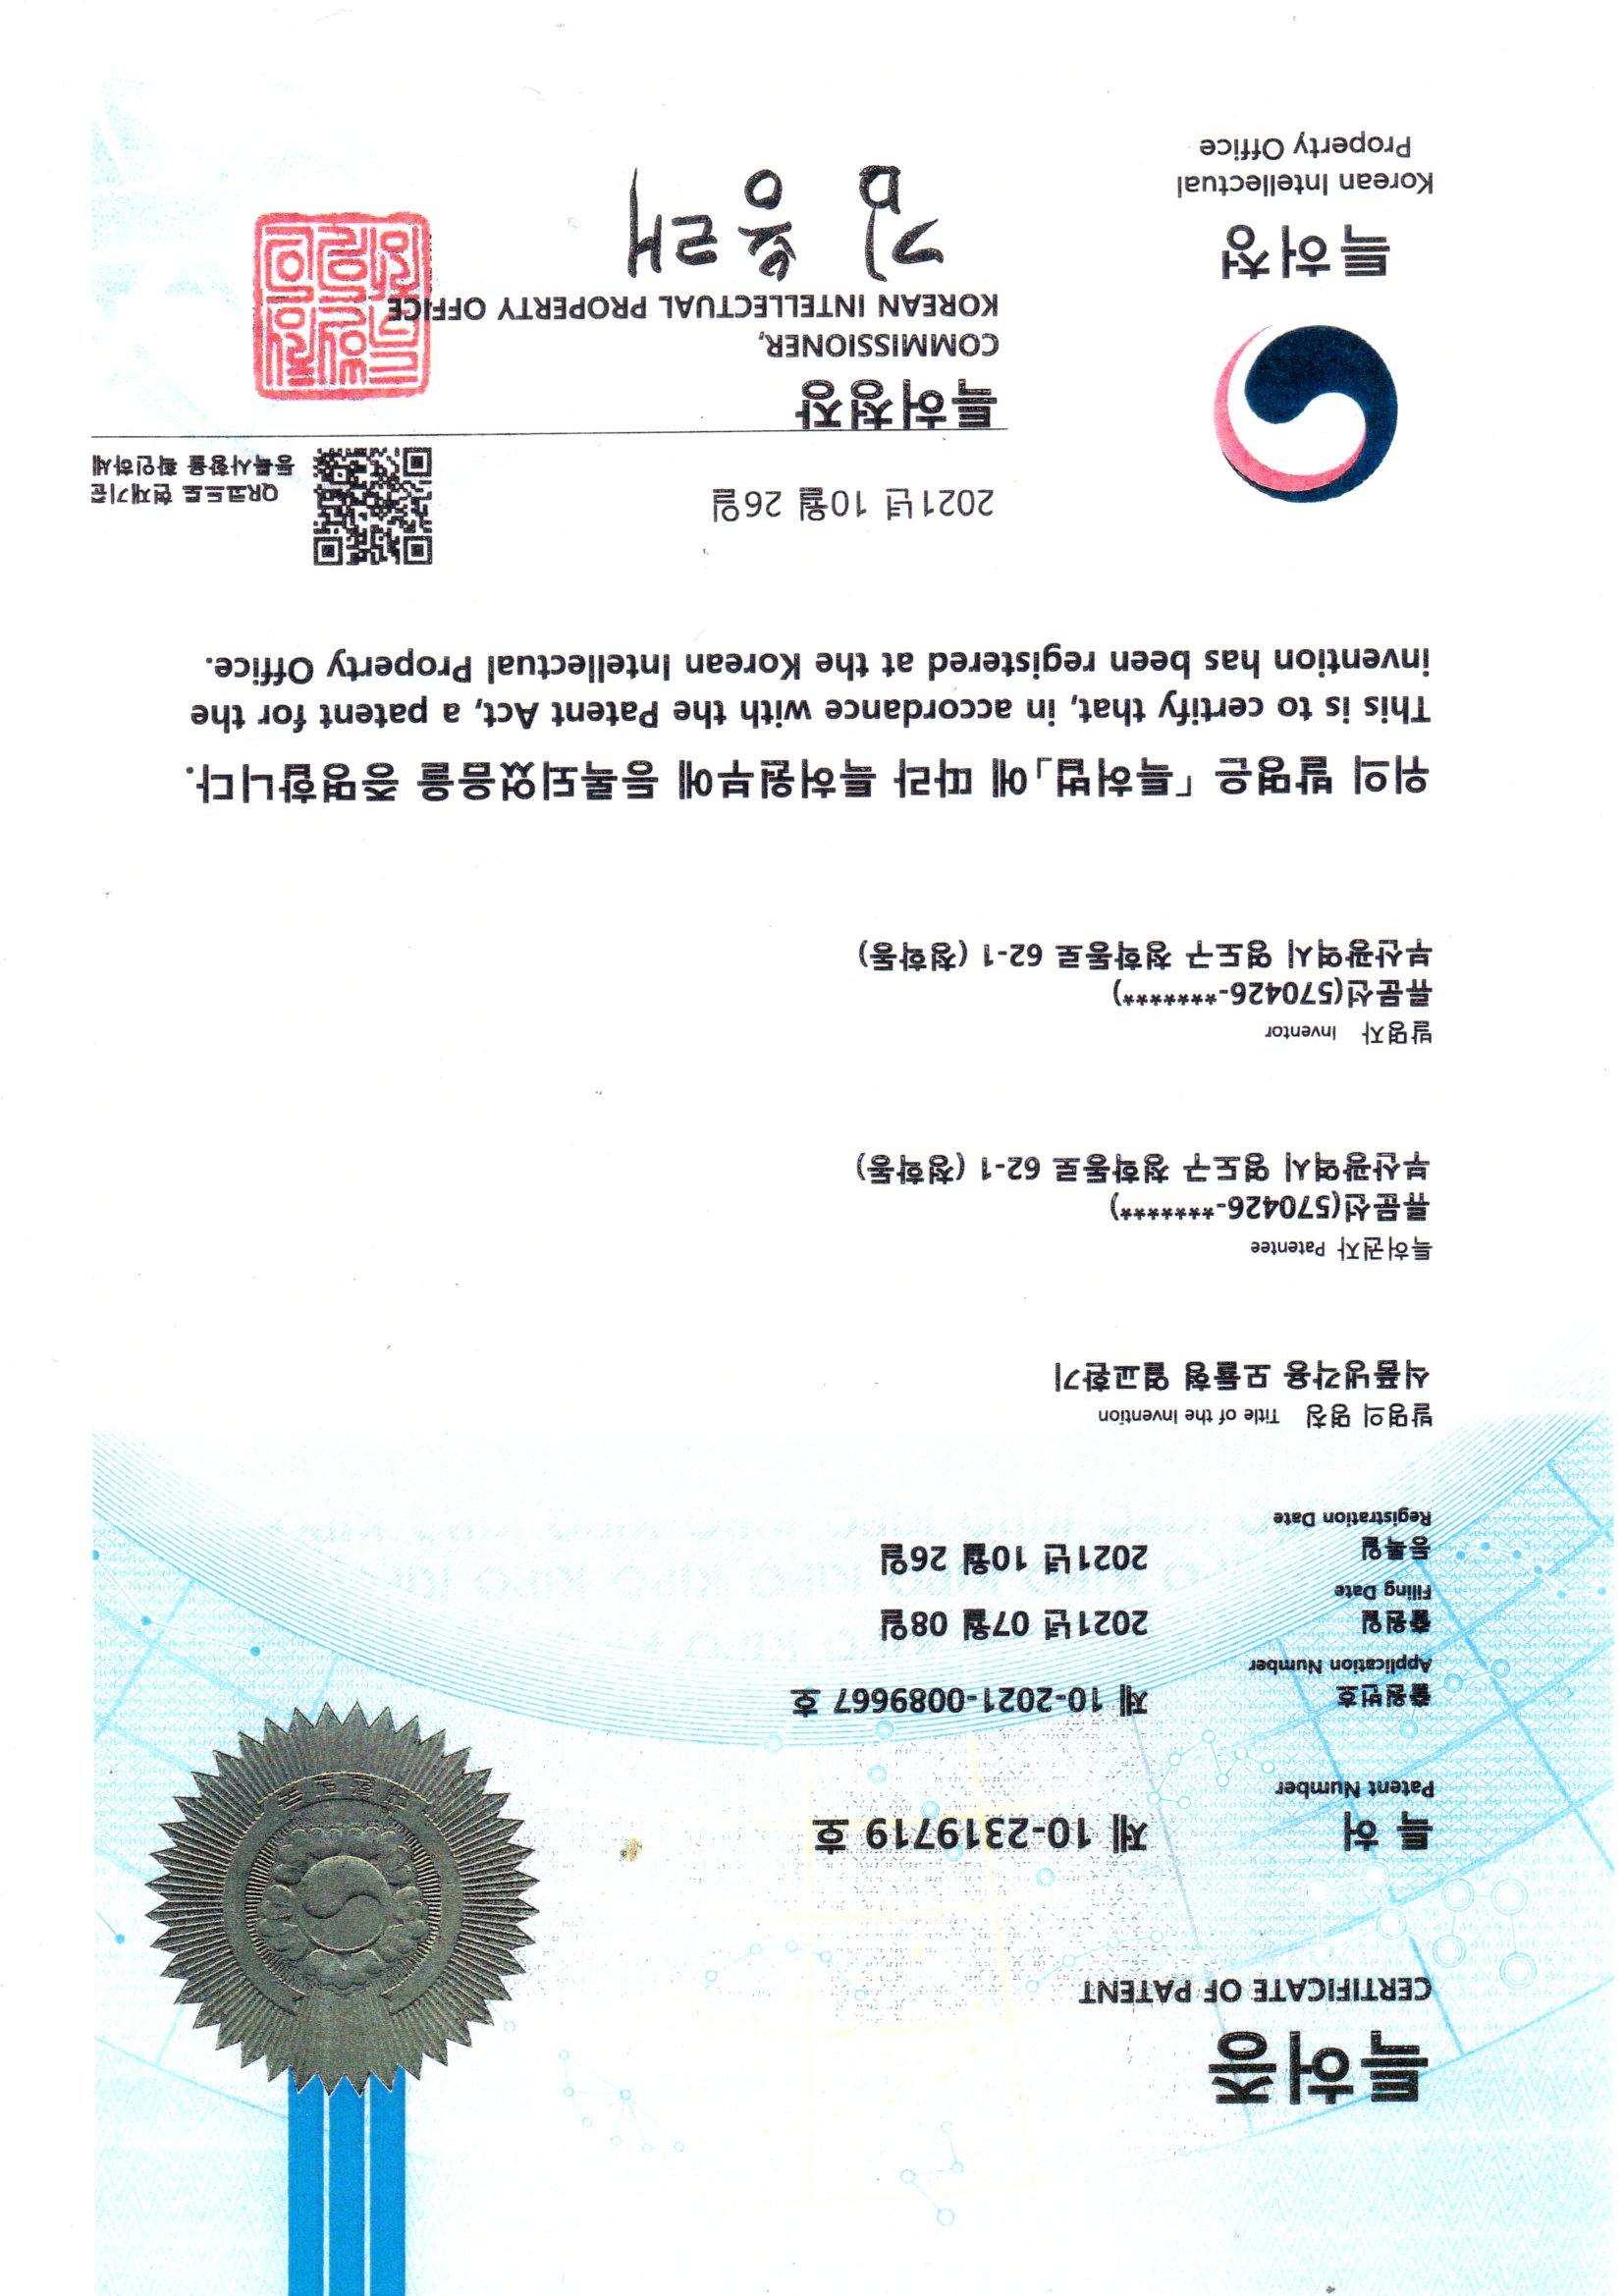 특허증
CERTIFICATE OF PATENT
특 허 제 10-2319719 호
Patent Number
출원번호 제 10-2021-0089667 호
Application Number
출원일 2021년 07월 08일
Filing Date
등록일 2021년 10월 26일
Registration Date
발명의 명칭 Title of the Invention
식품냉각용 모듈형 열교환기
특허권자 Patentee
류문선(570426-*******)
부산광역시 영도구 청학동로 62-1 (청학동)
발명자 Inventor
류문선(570426-*******)
부산광역시 영도구 청학동로 62-1 (청학동)
위의 발명은 「특허법」에 따라 특허원부에 등록되었음을 증명합니다.
This is to certify that, in accordance with the Patent Act, a patent for the
invention has been registered at the Korean Intellectual Property Office.
2021년 10월 26일
QR코드로 현재기준
등록사항을 확인하세
특허청장
COMMISSIONER,
KOREAN INTELLECTUAL PROPERTY OFFICE
김용래
특허청
Korean Intellectual
Property Office